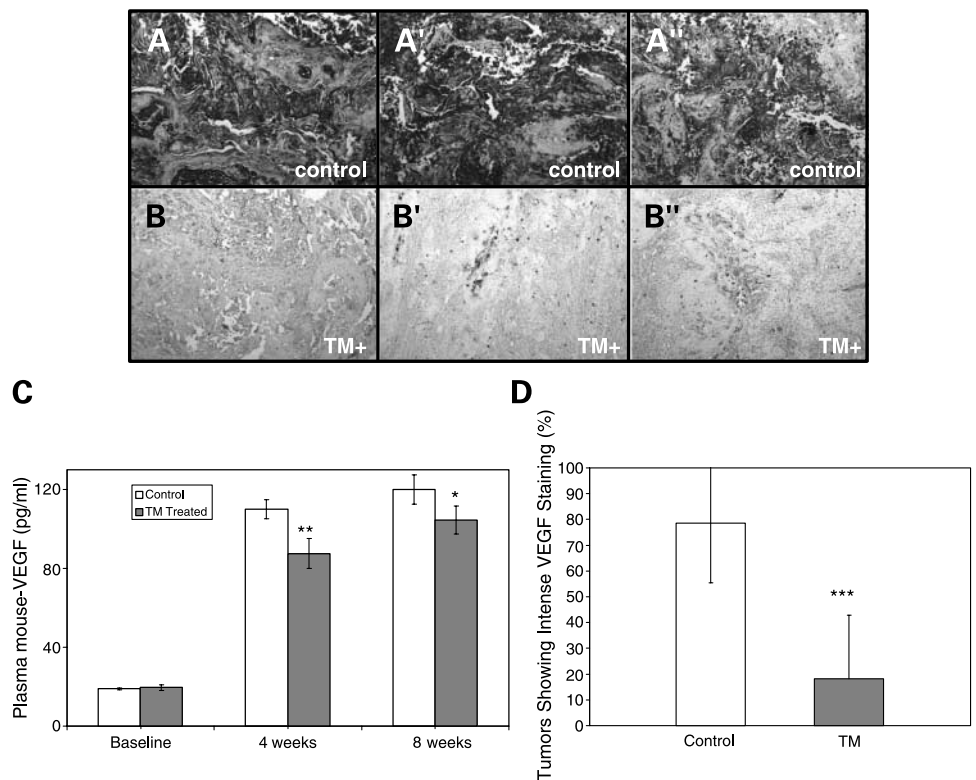 A
control
A'
control
A"
control
B
TM+
B'
TM+
B"
TM+
C
Plasma mouse-VEGF (pg/ml)
120
80
40
0
Control
TM Treated
**
*
Baseline
4 weeks
8 weeks
D
Tumors Showing Intense VEGF Staining (%)
100
90
80
70
60
50
40
30
20
10
0
***
Control
TM